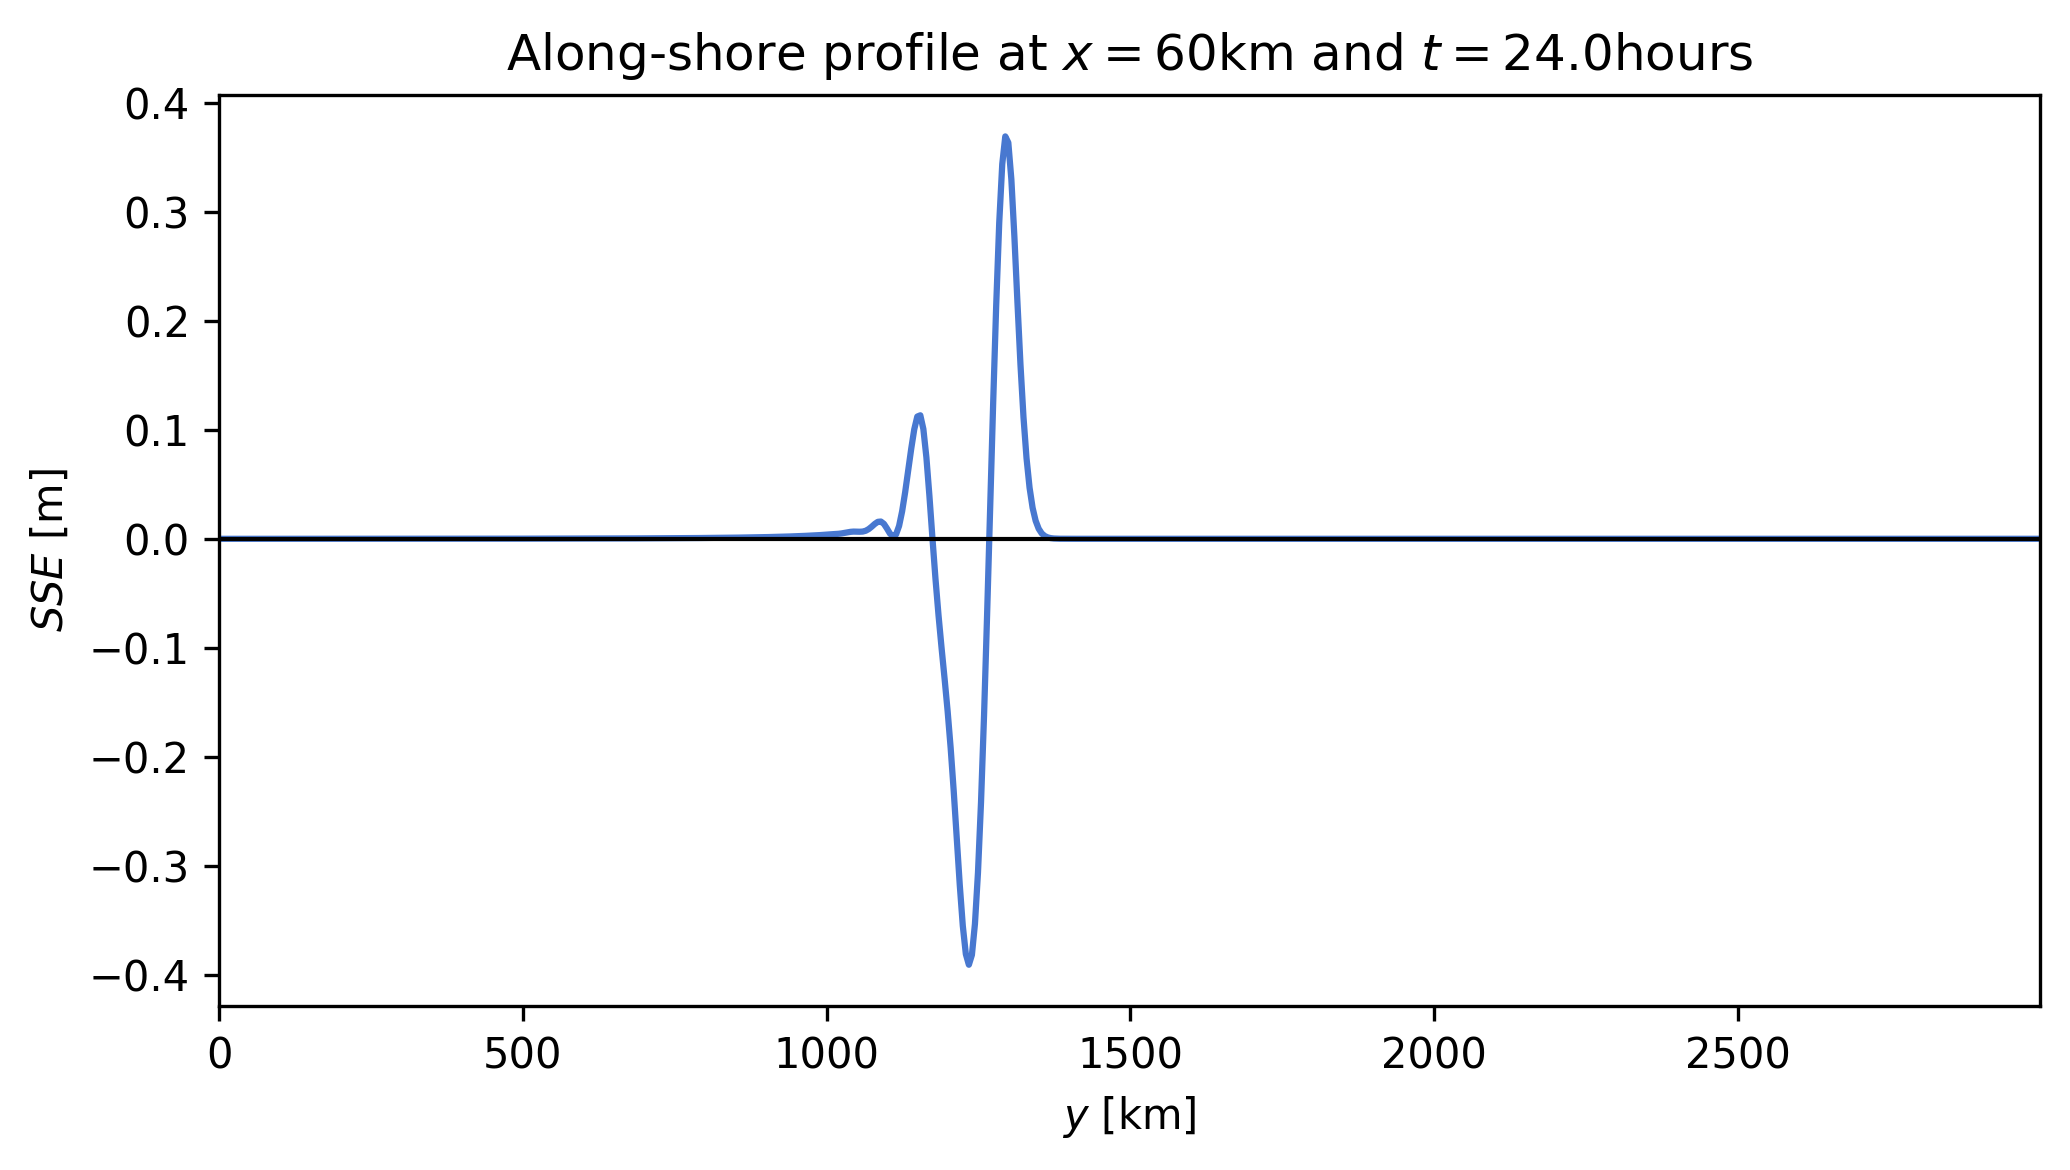 Along-shore profile at x = 60km and t = 24.0hours
0.4
0.3
0.2
0.1
0.0
−0.1
−0.2
−0.3
−0.4
SSE [m]
0 500 1000 1500 2000 2500
y [km]